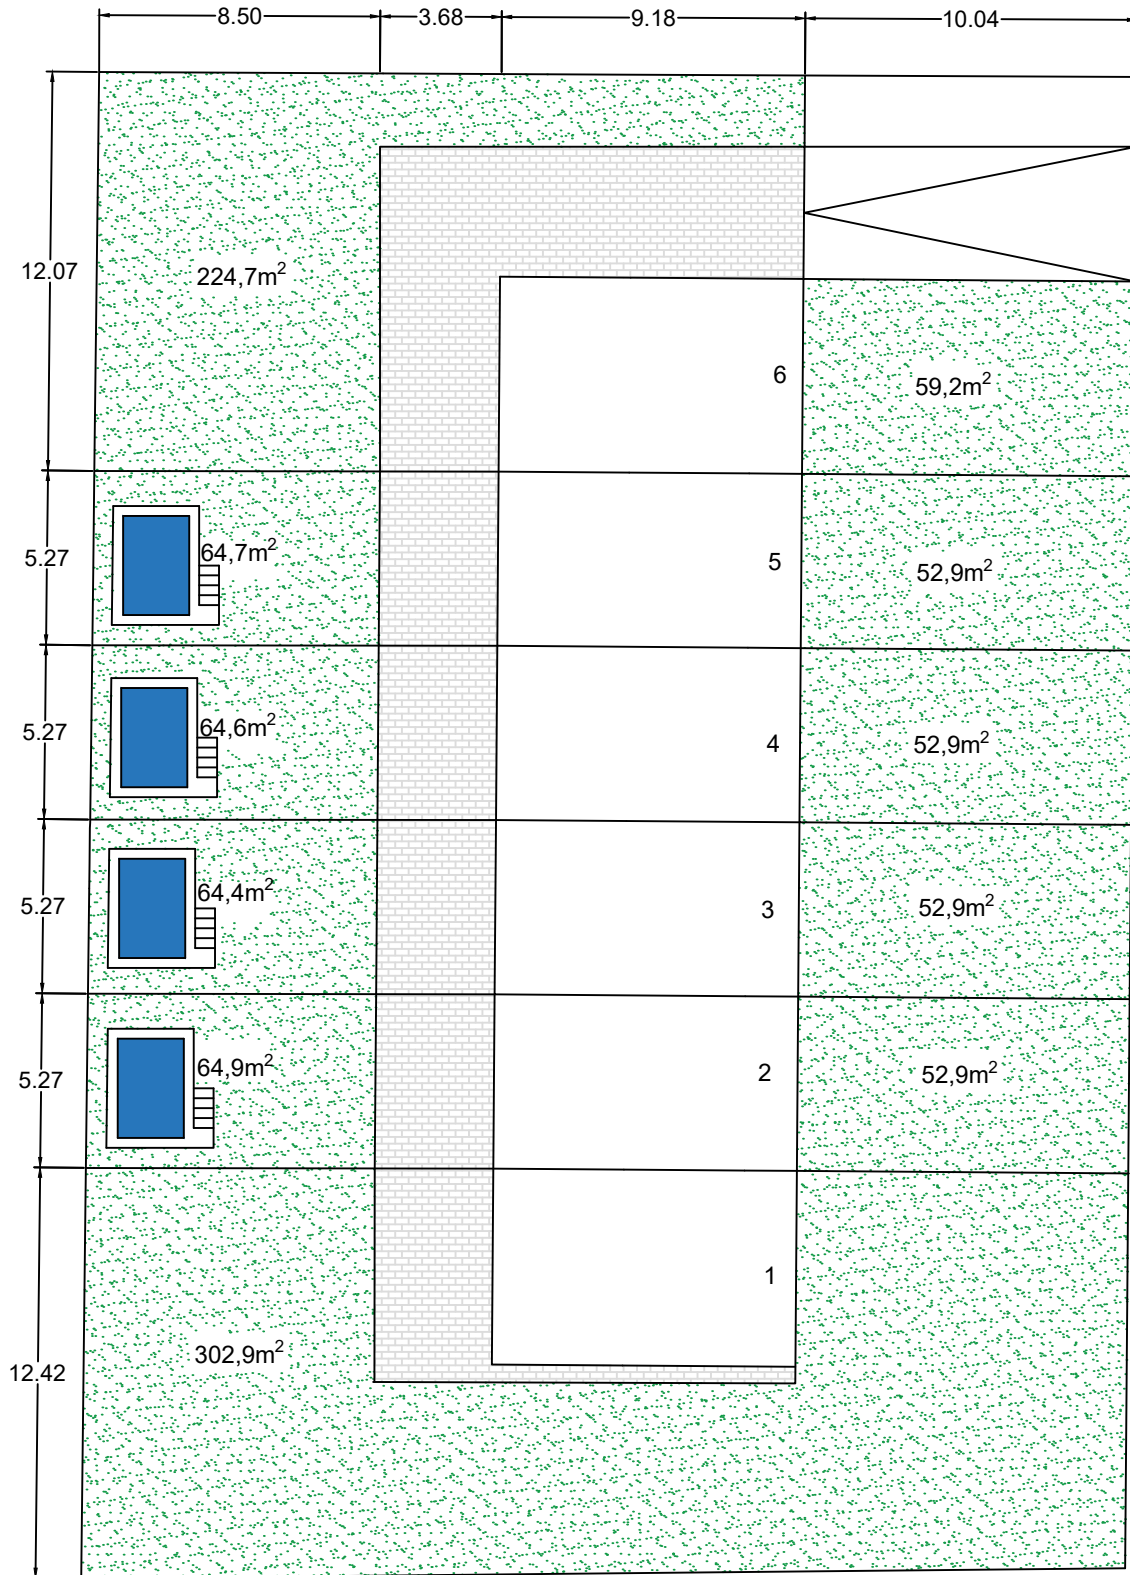 8.50 3.68 9.18 10.04
12.07
224,7m²
6
59,2m²
5.27
64,7m²
5
52,9m²
5.27
64,6m²
4
52,9m²
5.27
64,4m²
3
52,9m²
5.27
64,9m²
2
52,9m²
1
12.42
302,9m²